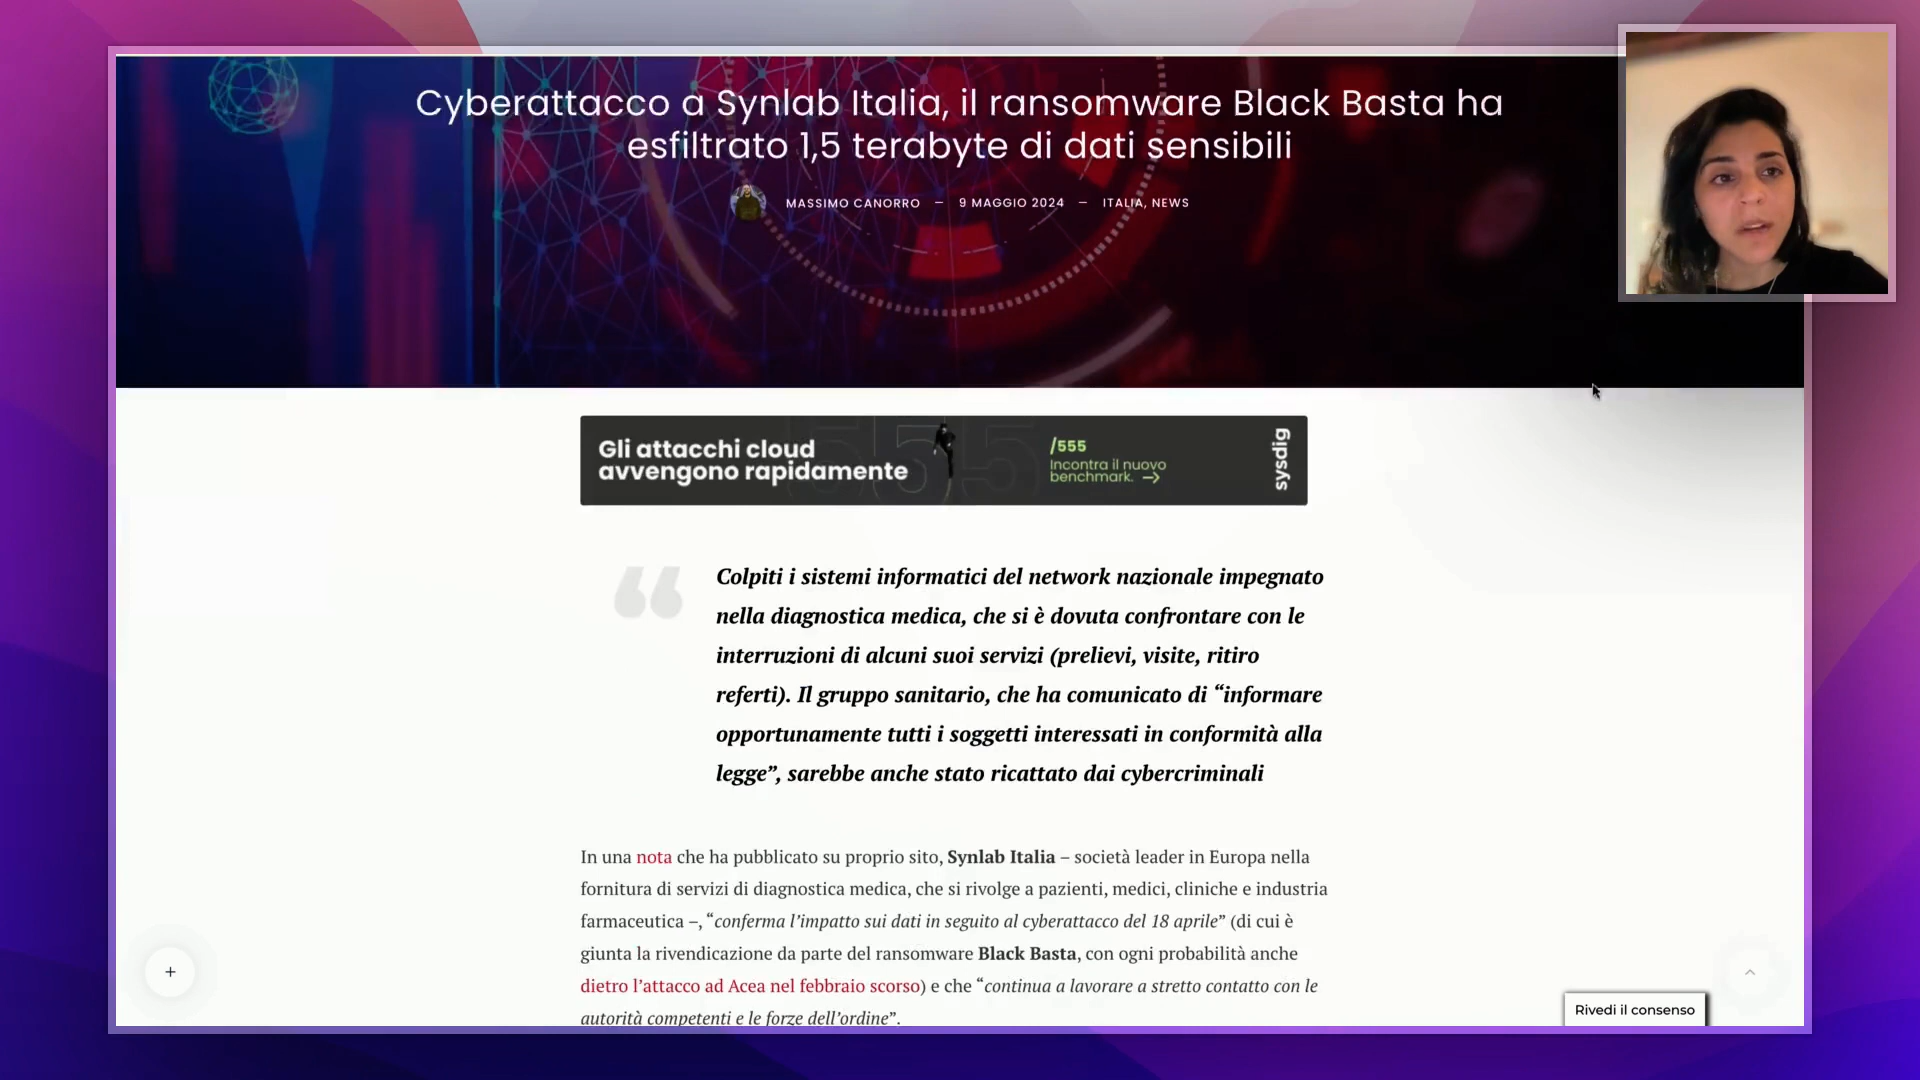 Cyberattacco a Synlab Italia, il ransomware Black Basta ha
esfiltrato 1,5 terabyte di dati sensibili
MASSIMO CANORRO — 9 MAGGIO 2024 — ITALIA, NEWS
Gli attacchi cloud
avvengono rapidamente
555
/555
Incontra il nuovo
benchmark. →
sysdig
“
Colpiti i sistemi informatici del network nazionale impegnato
nella diagnostica medica, che si è dovuta confrontare con le
interruzioni di alcuni suoi servizi (prelievi, visite, ritiro
referti). Il gruppo sanitario, che ha comunicato di “informare
opportunamente tutti i soggetti interessati in conformità alla
legge”, sarebbe anche stato ricattato dai cybercriminali
In una nota che ha pubblicato su proprio sito, Synlab Italia – società leader in Europa nella
fornitura di servizi di diagnostica medica, che si rivolge a pazienti, medici, cliniche e industria
farmaceutica –, “conferma l’impatto sui dati in seguito al cyberattacco del 18 aprile” (di cui è
giunta la rivendicazione da parte del ransomware Black Basta, con ogni probabilità anche
dietro l’attacco ad Acea nel febbraio scorso) e che “continua a lavorare a stretto contatto con le
autorità competenti e le forze dell’ordine”.
+
Rivedi il consenso